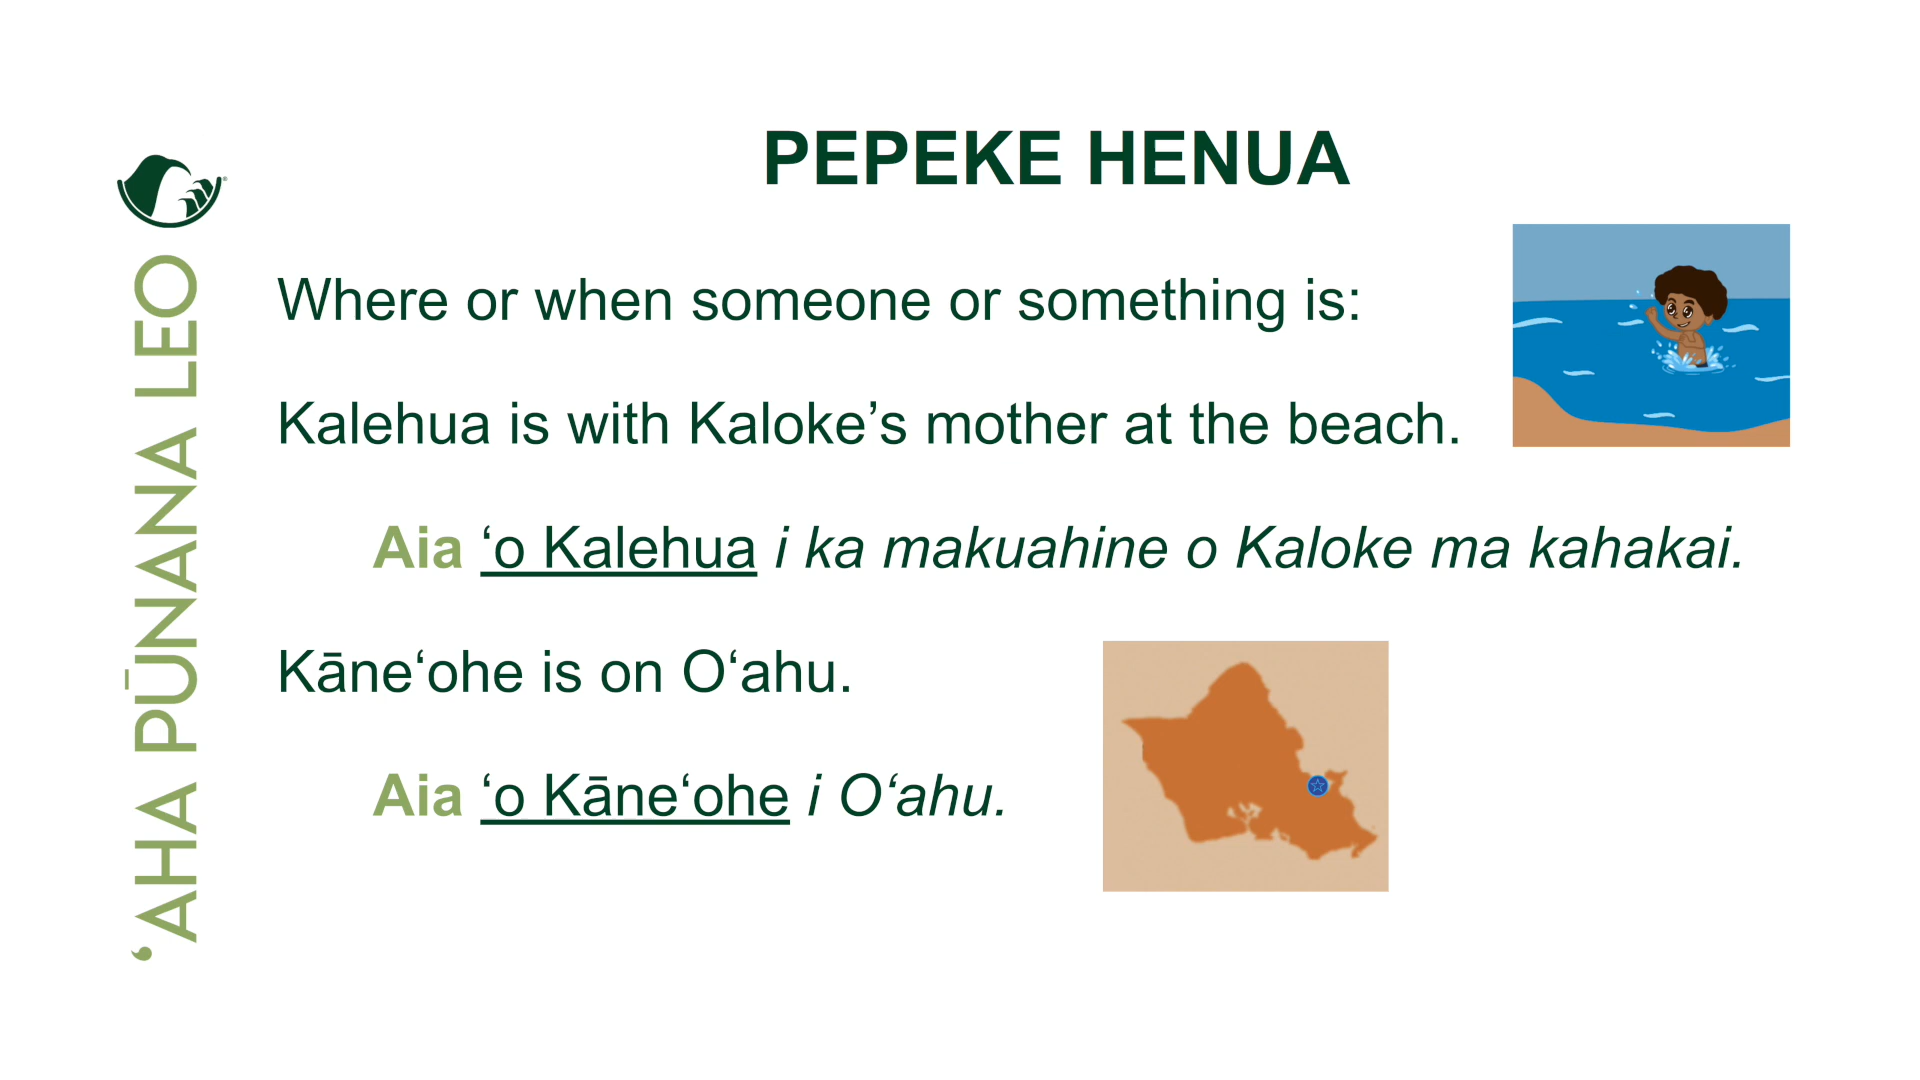 PEPEKE HENUA
ʻAHA PŪNANA LEO
Where or when someone or something is:
Kalehua is with Kaloke’s mother at the beach.
Aia ʻo Kalehua i ka makuahine o Kaloke ma kahakai.
Kāneʻohe is on Oʻahu.
Aia ʻo Kāneʻohe i Oʻahu.